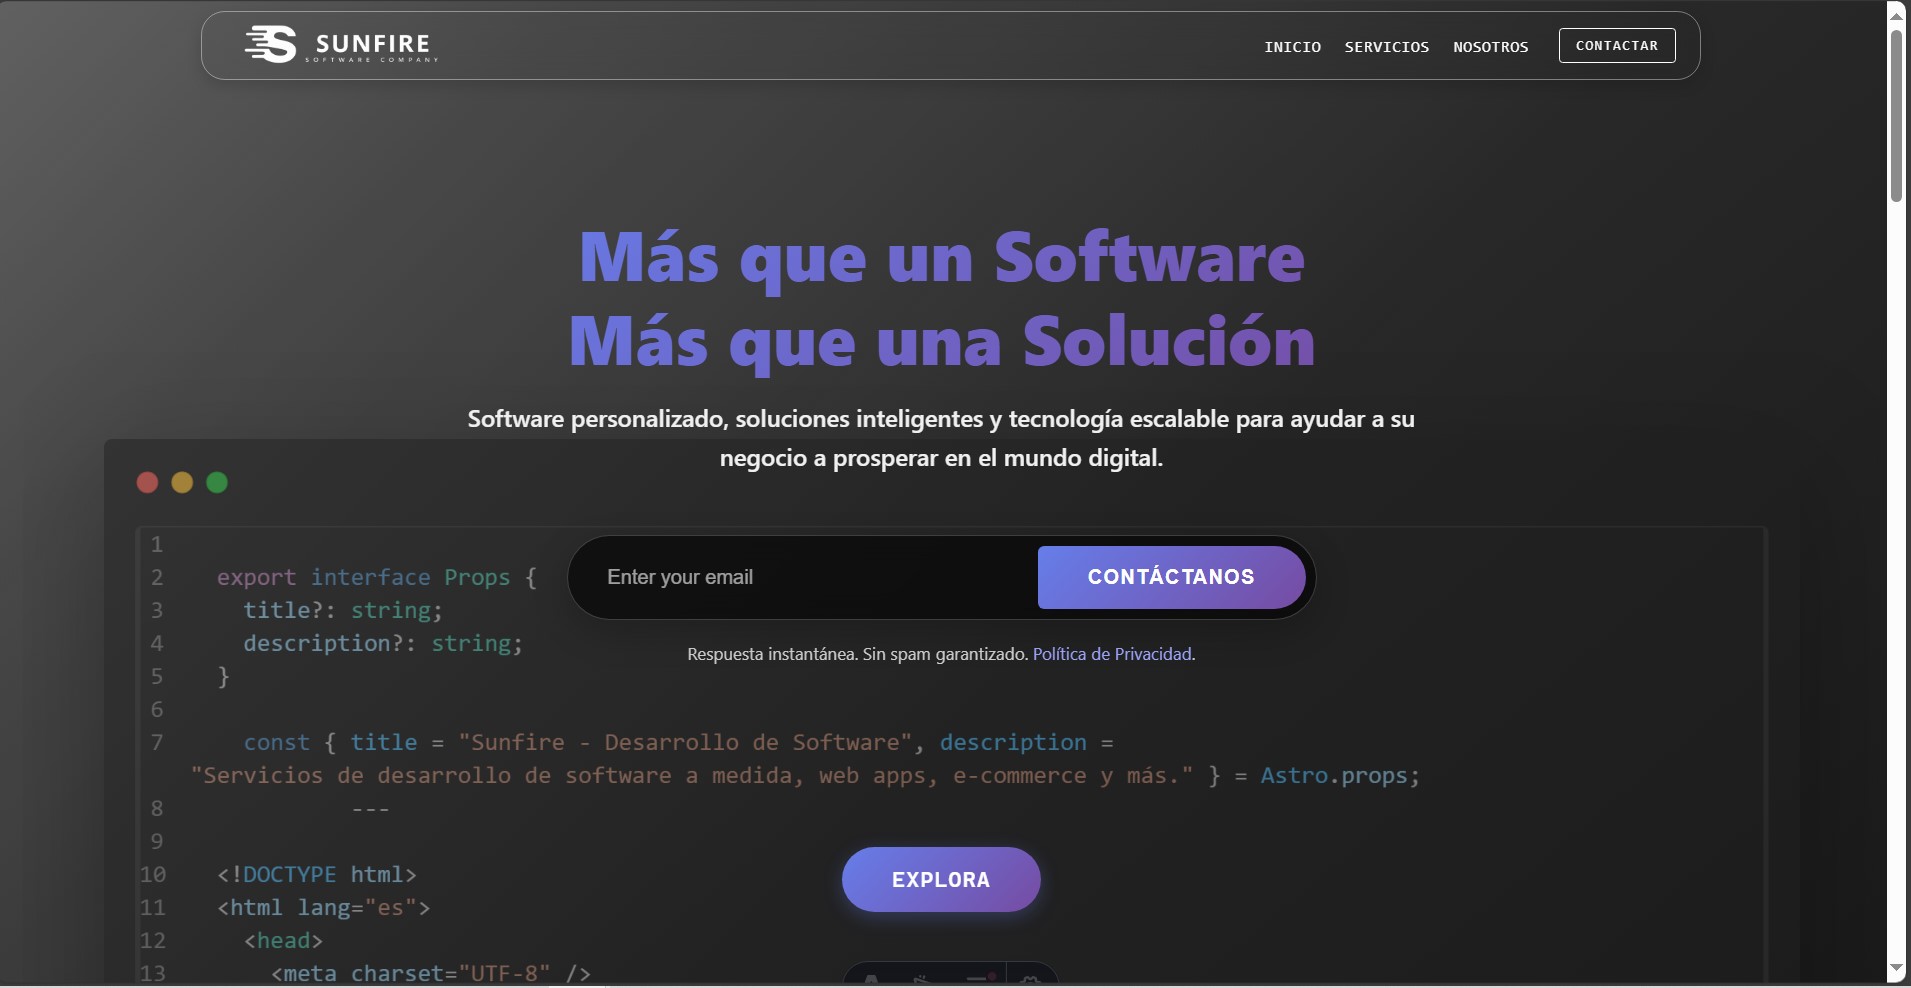 SUNFIRE
SOFTWARE COMPANY
INICIO SERVICIOS NOSOTROS CONTACTAR
Más que un Software
Más que una Solución
Software personalizado, soluciones inteligentes y tecnología escalable para ayudar a su
negocio a prosperar en el mundo digital.
Enter your email CONTÁCTANOS
Respuesta instantánea. Sin spam garantizado. Política de Privacidad.
EXPLORA
1
2 export interface Props {
3 title?: string;
4 description?: string;
5 }
6
7 const { title = "Sunfire - Desarrollo de Software", description =
"Servicios de desarrollo de software a medida, web apps, e-commerce y más." } = Astro.props;
8 ---
9
10 <!DOCTYPE html>
11 <html lang="es">
12 <head>
13 <meta charset="UTF-8" />